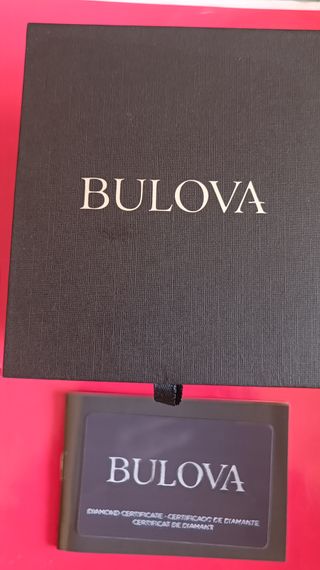 BULOVA
BULOVA
DIAMOND CERTIFICATE - CERTIFICADO DE DIAMANTE
CERTIFICAT DE DIAMANT